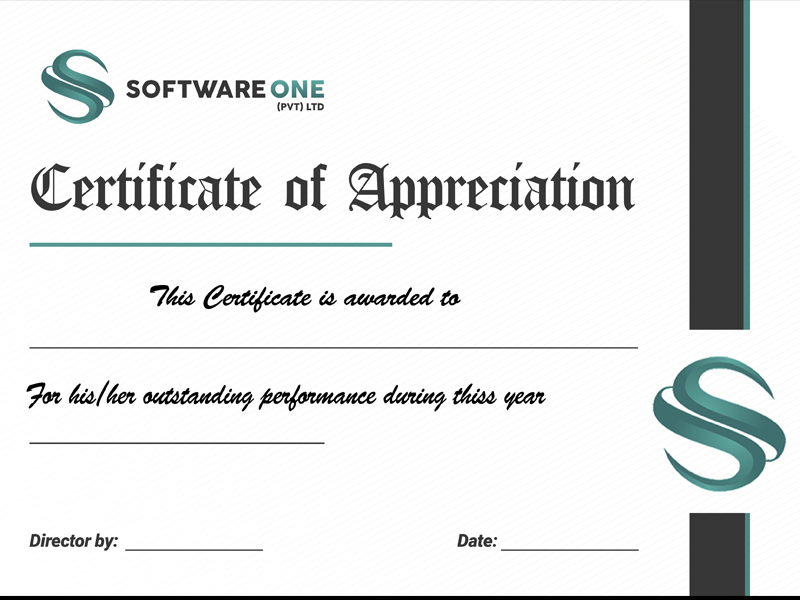 SOFTWARE ONE
(PVT) LTD
Certificate of Appreciation
This Certificate is awarded to
For his/her outstanding performance during thiss year
Director by:
Date: